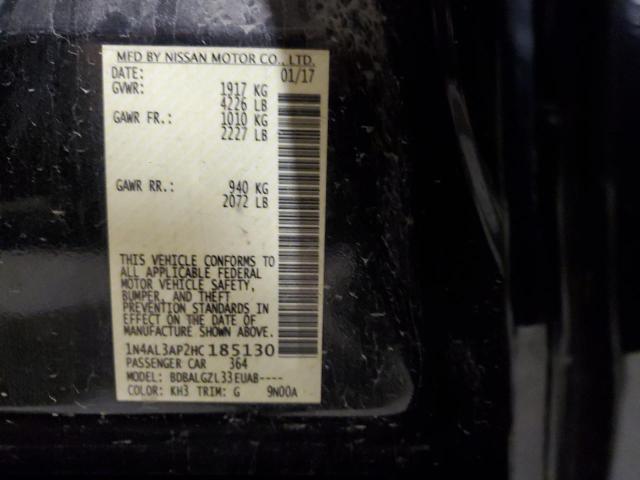 MFD BY NISSAN MOTOR CO., LTD.
DATE: 01/17
GVWR: 1917 KG
4226 LB
GAWR FR.: 1010 KG
2227 LB
GAWR RR.: 940 KG
2072 LB
THIS VEHICLE CONFORMS TO
ALL APPLICABLE FEDERAL
MOTOR VEHICLE SAFETY,
BUMPER, AND THEFT
PREVENTION STANDARDS IN
EFFECT ON THE DATE OF
MANUFACTURE SHOWN ABOVE.
1N4AL3AP2HC185130
PASSENGER CAR 364
MODEL: BDBALGZL33EUAB----
COLOR: KH3 TRIM: G 9N00A